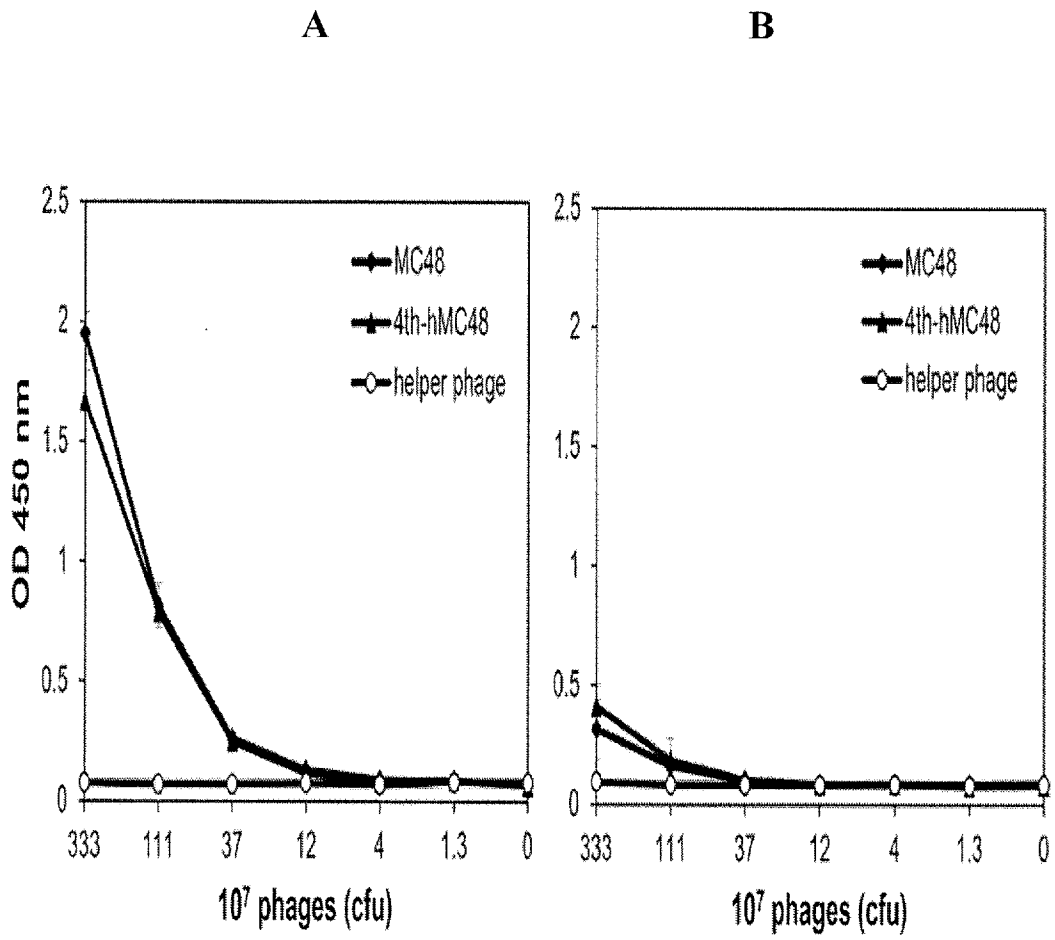 A
B
OD 450 nm
2.5
2
1.5
1
0.5
0
MC48
4th-hMC48
helper phage
333 111 37 12 4 1.3 0
10⁷ phages (cfu)
2.5
2
1.5
1
0.5
0
MC48
4th-hMC48
helper phage
333 111 37 12 4 1.3 0
10⁷ phages (cfu)